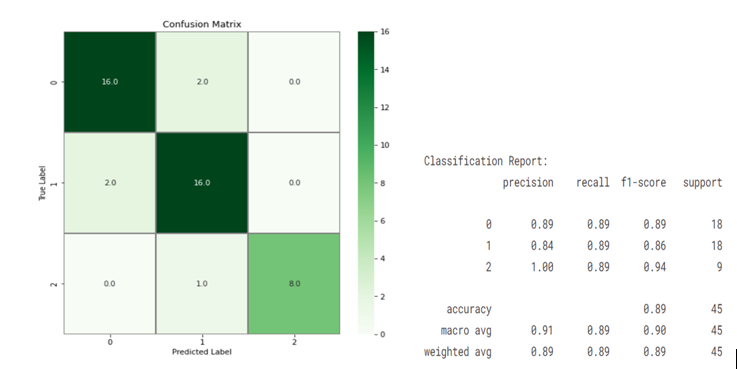 Confusion Matrix
16.0 2.0 0.0
2.0 16.0 0.0
0.0 1.0 8.0
0
1
2
True Label
0 1 2
Predicted Label
16
14
12
10
8
6
4
2
0
Classification Report:
precision recall f1-score support
0 0.89 0.89 0.89 18
1 0.84 0.89 0.86 18
2 1.00 0.89 0.94 9
accuracy 0.89 45
macro avg 0.91 0.89 0.90 45
weighted avg 0.89 0.89 0.89 45